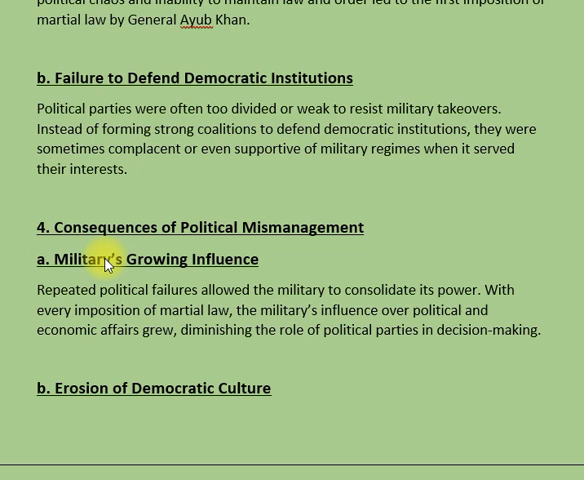 political chaos and inability to maintain law and order led to the first imposition of
martial law by General Ayub Khan.
b. Failure to Defend Democratic Institutions
Political parties were often too divided or weak to resist military takeovers.
Instead of forming strong coalitions to defend democratic institutions, they were
sometimes complacent or even supportive of military regimes when it served
their interests.
4. Consequences of Political Mismanagement
a. Military’s Growing Influence
Repeated political failures allowed the military to consolidate its power. With
every imposition of martial law, the military’s influence over political and
economic affairs grew, diminishing the role of political parties in decision-making.
b. Erosion of Democratic Culture